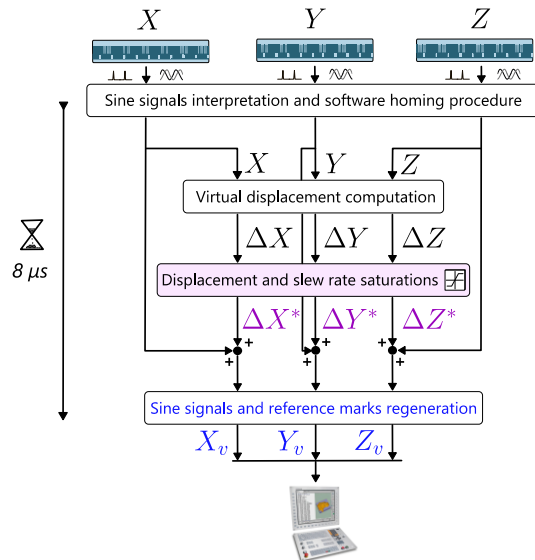 X Y Z
Sine signals interpretation and software homing procedure
X Y Z
Virtual displacement computation
ΔX ΔY ΔZ
8 µs
Displacement and slew rate saturations
ΔX* ΔY* ΔZ*
+ + +
+ + +
Sine signals and reference marks regeneration
Xᵥ Yᵥ Zᵥ